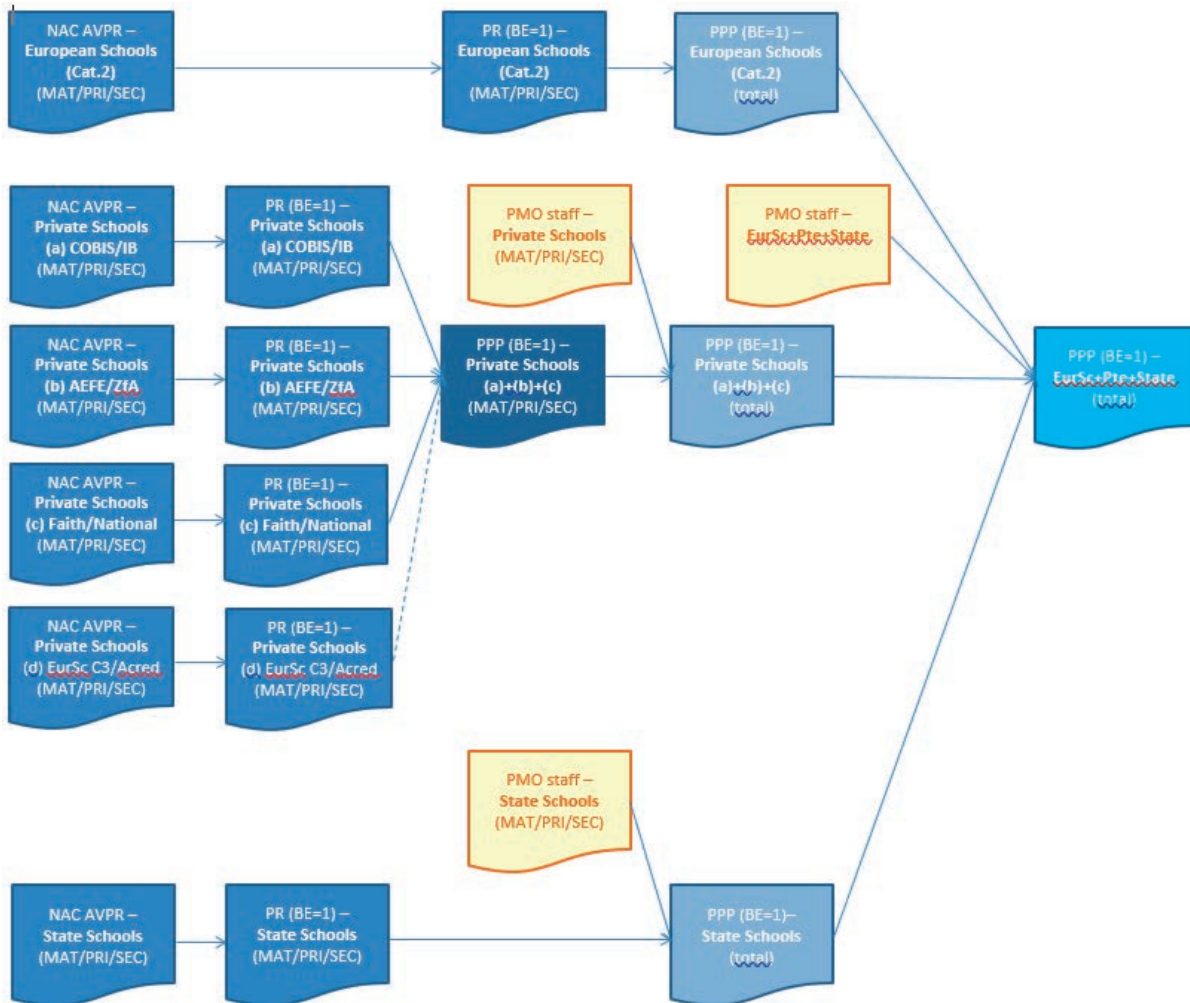 NAC AVPR –
European Schools
(Cat.2)
(MAT/PRI/SEC)
PR (BE=1) –
European Schools
(Cat.2)
(MAT/PRI/SEC)
PPP (BE=1) –
European Schools
(Cat.2)
(total)
NAC AVPR –
Private Schools
(a) COBIS/IB
(MAT/PRI/SEC)
PR (BE=1) –
Private Schools
(a) COBIS/IB
(MAT/PRI/SEC)
PMO staff –
Private Schools
(MAT/PRI/SEC)
PMO staff –
EurSc+Pte+State
NAC AVPR –
Private Schools
(b) AEFE/ZfA
(MAT/PRI/SEC)
PR (BE=1) –
Private Schools
(b) AEFE/ZfA
(MAT/PRI/SEC)
PPP (BE=1) –
Private Schools
(a)+(b)+(c)
(MAT/PRI/SEC)
PPP (BE=1) –
Private Schools
(a)+(b)+(c)
(total)
PPP (BE=1) –
EurSc+Pte+State
(total)
NAC AVPR –
Private Schools
(c) Faith/National
(MAT/PRI/SEC)
PR (BE=1) –
Private Schools
(c) Faith/National
(MAT/PRI/SEC)
NAC AVPR –
Private Schools
(d) EurSc C3/Acred
(MAT/PRI/SEC)
PR (BE=1) –
Private Schools
(d) EurSc C3/Acred
(MAT/PRI/SEC)
PMO staff –
State Schools
(MAT/PRI/SEC)
NAC AVPR –
State Schools
(MAT/PRI/SEC)
PR (BE=1) –
State Schools
(MAT/PRI/SEC)
PPP (BE=1)–
State Schools
(total)